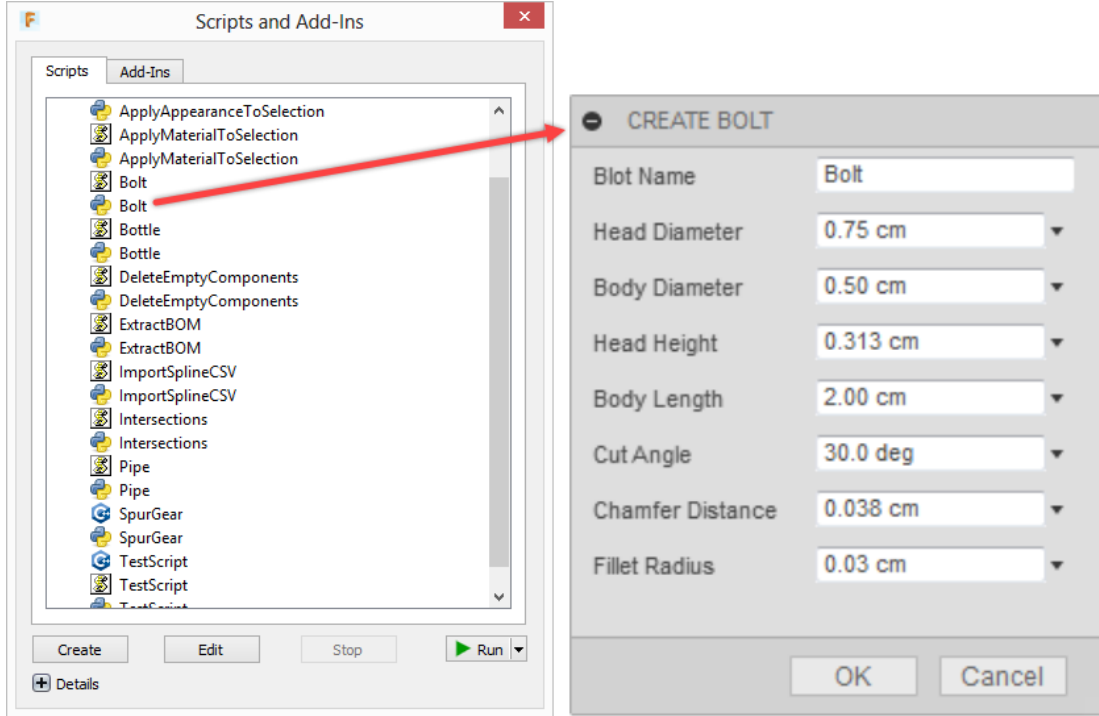 Scripts and Add-Ins
Scripts
Add-Ins
ApplyAppearanceToSelection
ApplyMaterialToSelection
ApplyMaterialToSelection
Bolt
Bolt
Bottle
Bottle
DeleteEmptyComponents
DeleteEmptyComponents
ExtractBOM
ExtractBOM
ImportSplineCSV
ImportSplineCSV
Intersections
Intersections
Pipe
Pipe
SpurGear
SpurGear
TestScript
TestScript
TestScript
Create
Edit
Stop
Run
Details
CREATE BOLT
Blot Name Bolt
Head Diameter 0.75 cm
Body Diameter 0.50 cm
Head Height 0.313 cm
Body Length 2.00 cm
Cut Angle 30.0 deg
Chamfer Distance 0.038 cm
Fillet Radius 0.03 cm
OK
Cancel